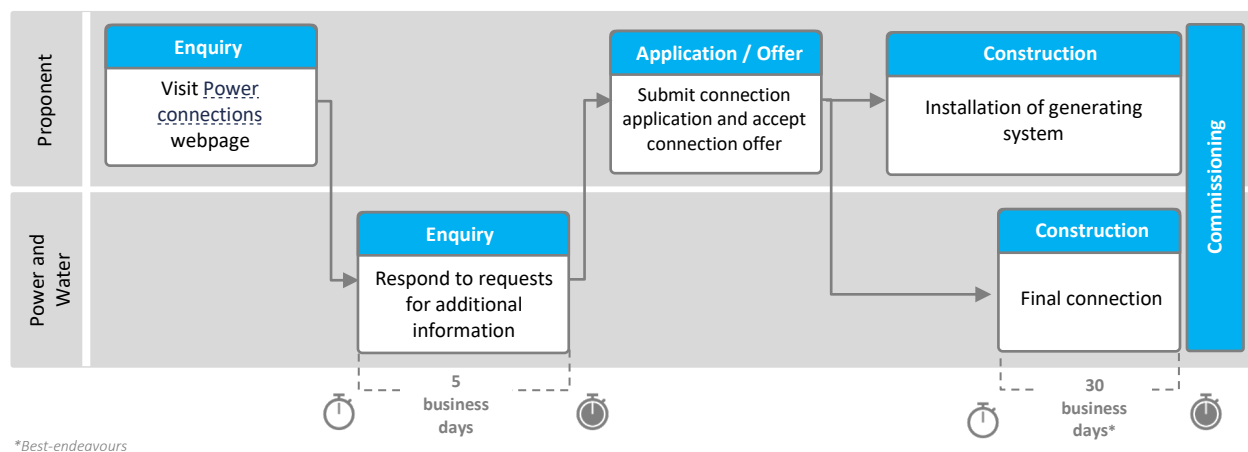 Proponent
Enquiry
Visit Power
connections
webpage
Application / Offer
Submit connection
application and accept
connection offer
Construction
Installation of generating
system
Commissioning
Power and
Water
Enquiry
Respond to requests
for additional
information
Construction
Final connection
5
business
days
30
business
days*
*Best-endeavours